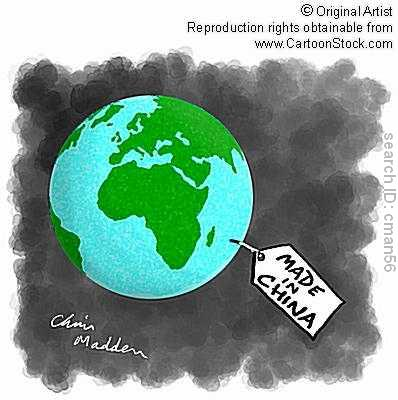 © Original Artist
Reproduction rights obtainable from
www.CartoonStock.com
search ID: cman56
MADE
IN
CHINA
Chris
Madden